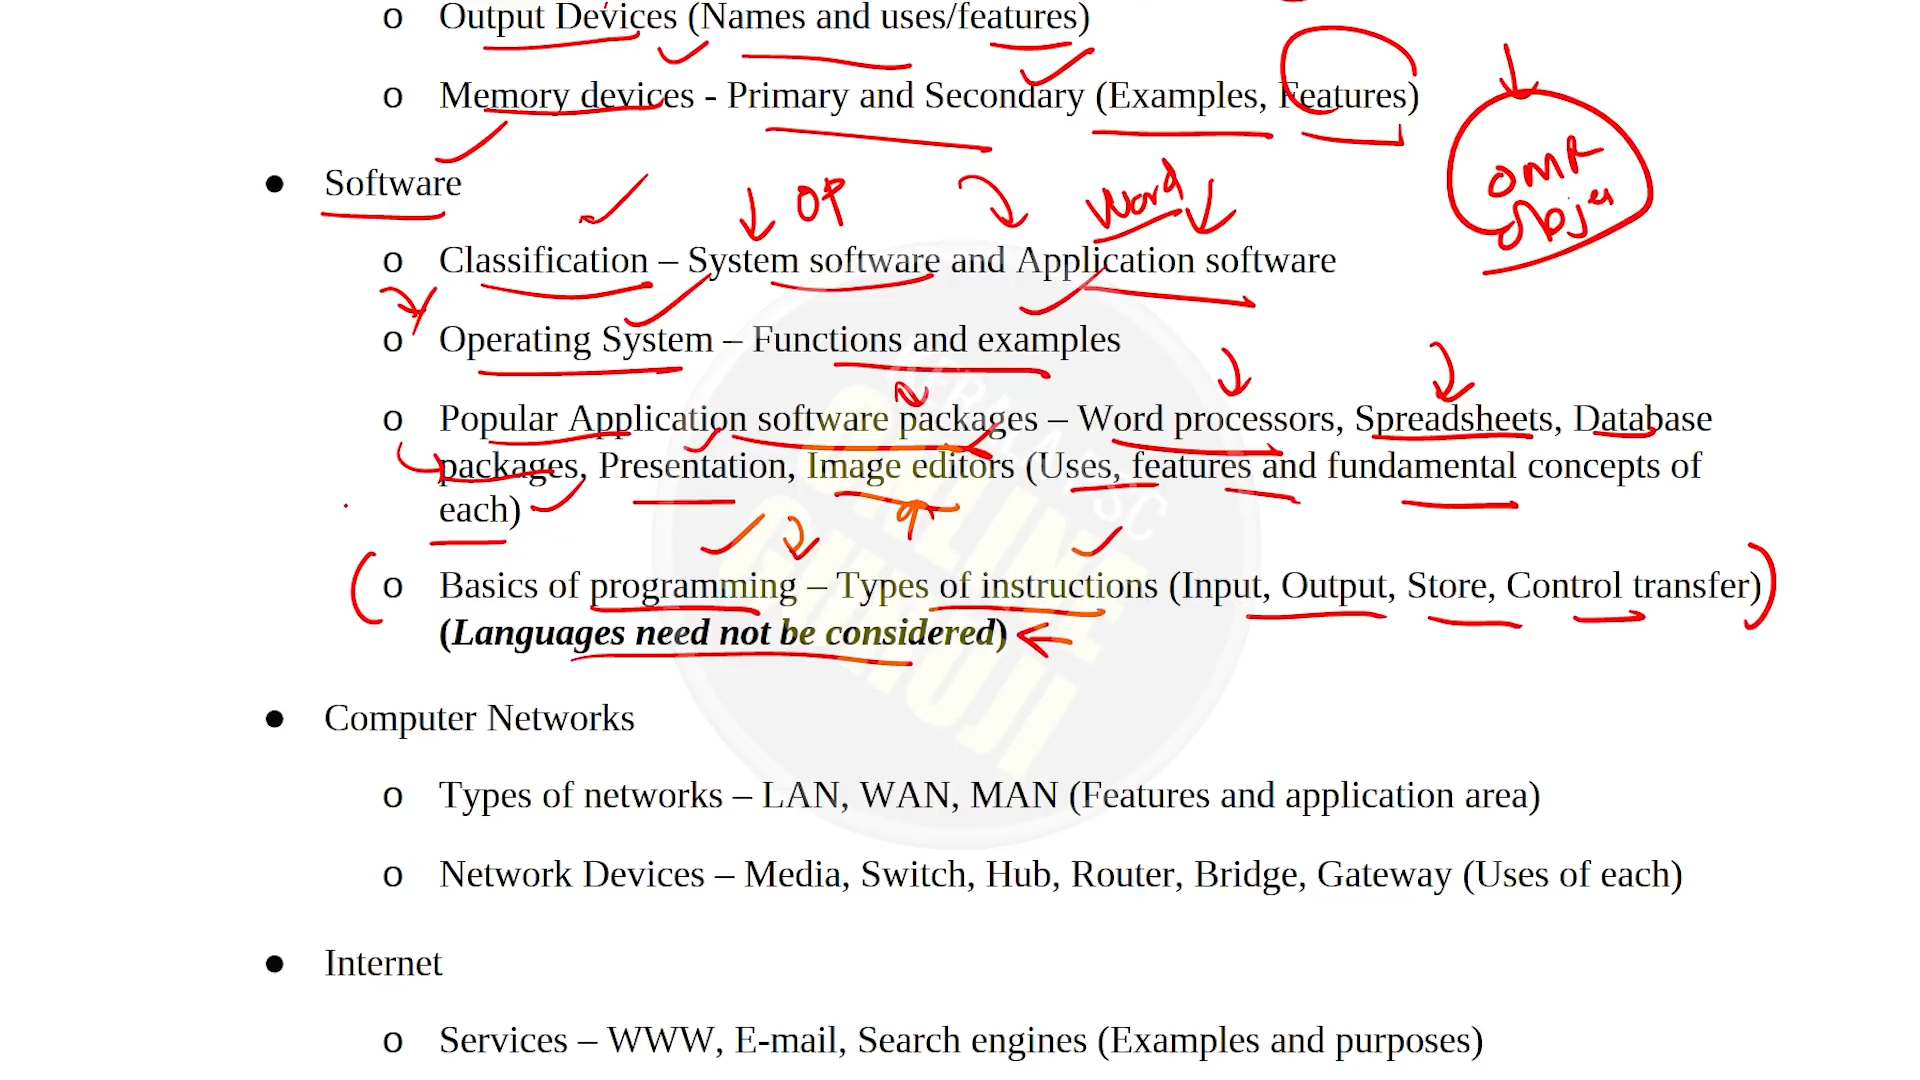 o Output Devices (Names and uses/features)
o Memory devices - Primary and Secondary (Examples, Features)
OMR
Obj
● Software
OP
Word
o Classification – System software and Application software
o Operating System – Functions and examples
o Popular Application software packages – Word processors, Spreadsheets, Database
packages, Presentation, Image editors (Uses, features and fundamental concepts of
each)
o Basics of programming – Types of instructions (Input, Output, Store, Control transfer)
(Languages need not be considered)
● Computer Networks
o Types of networks – LAN, WAN, MAN (Features and application area)
o Network Devices – Media, Switch, Hub, Router, Bridge, Gateway (Uses of each)
● Internet
o Services – WWW, E-mail, Search engines (Examples and purposes)
KERALA PSC
ONLINE
GURUJI